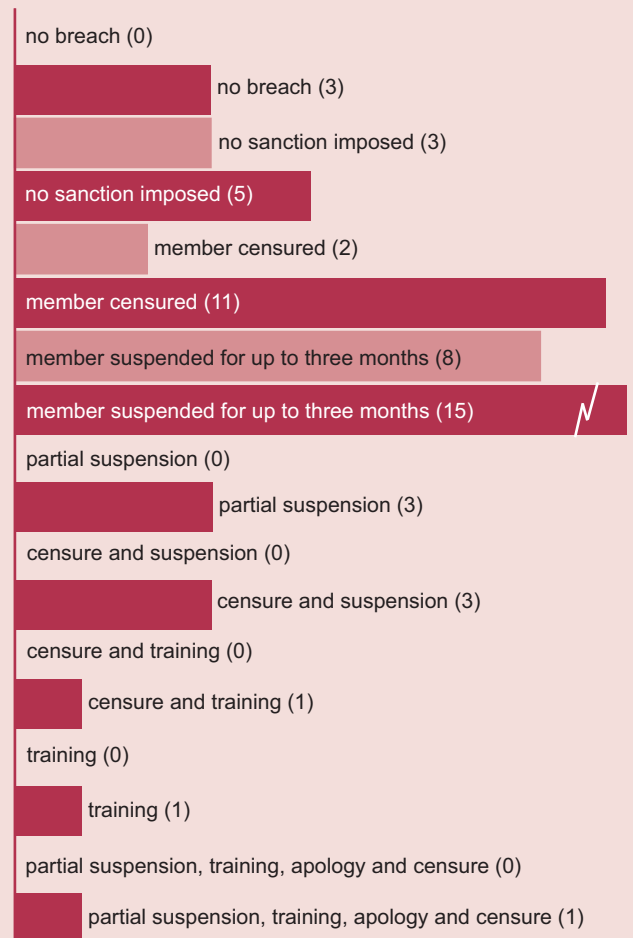 no breach (0)
no breach (3)
no sanction imposed (3)
no sanction imposed (5)
member censured (2)
member censured (11)
member suspended for up to three months (8)
member suspended for up to three months (15)
partial suspension (0)
partial suspension (3)
censure and suspension (0)
censure and suspension (3)
censure and training (0)
censure and training (1)
training (0)
training (1)
partial suspension, training, apology and censure (0)
partial suspension, training, apology and censure (1)